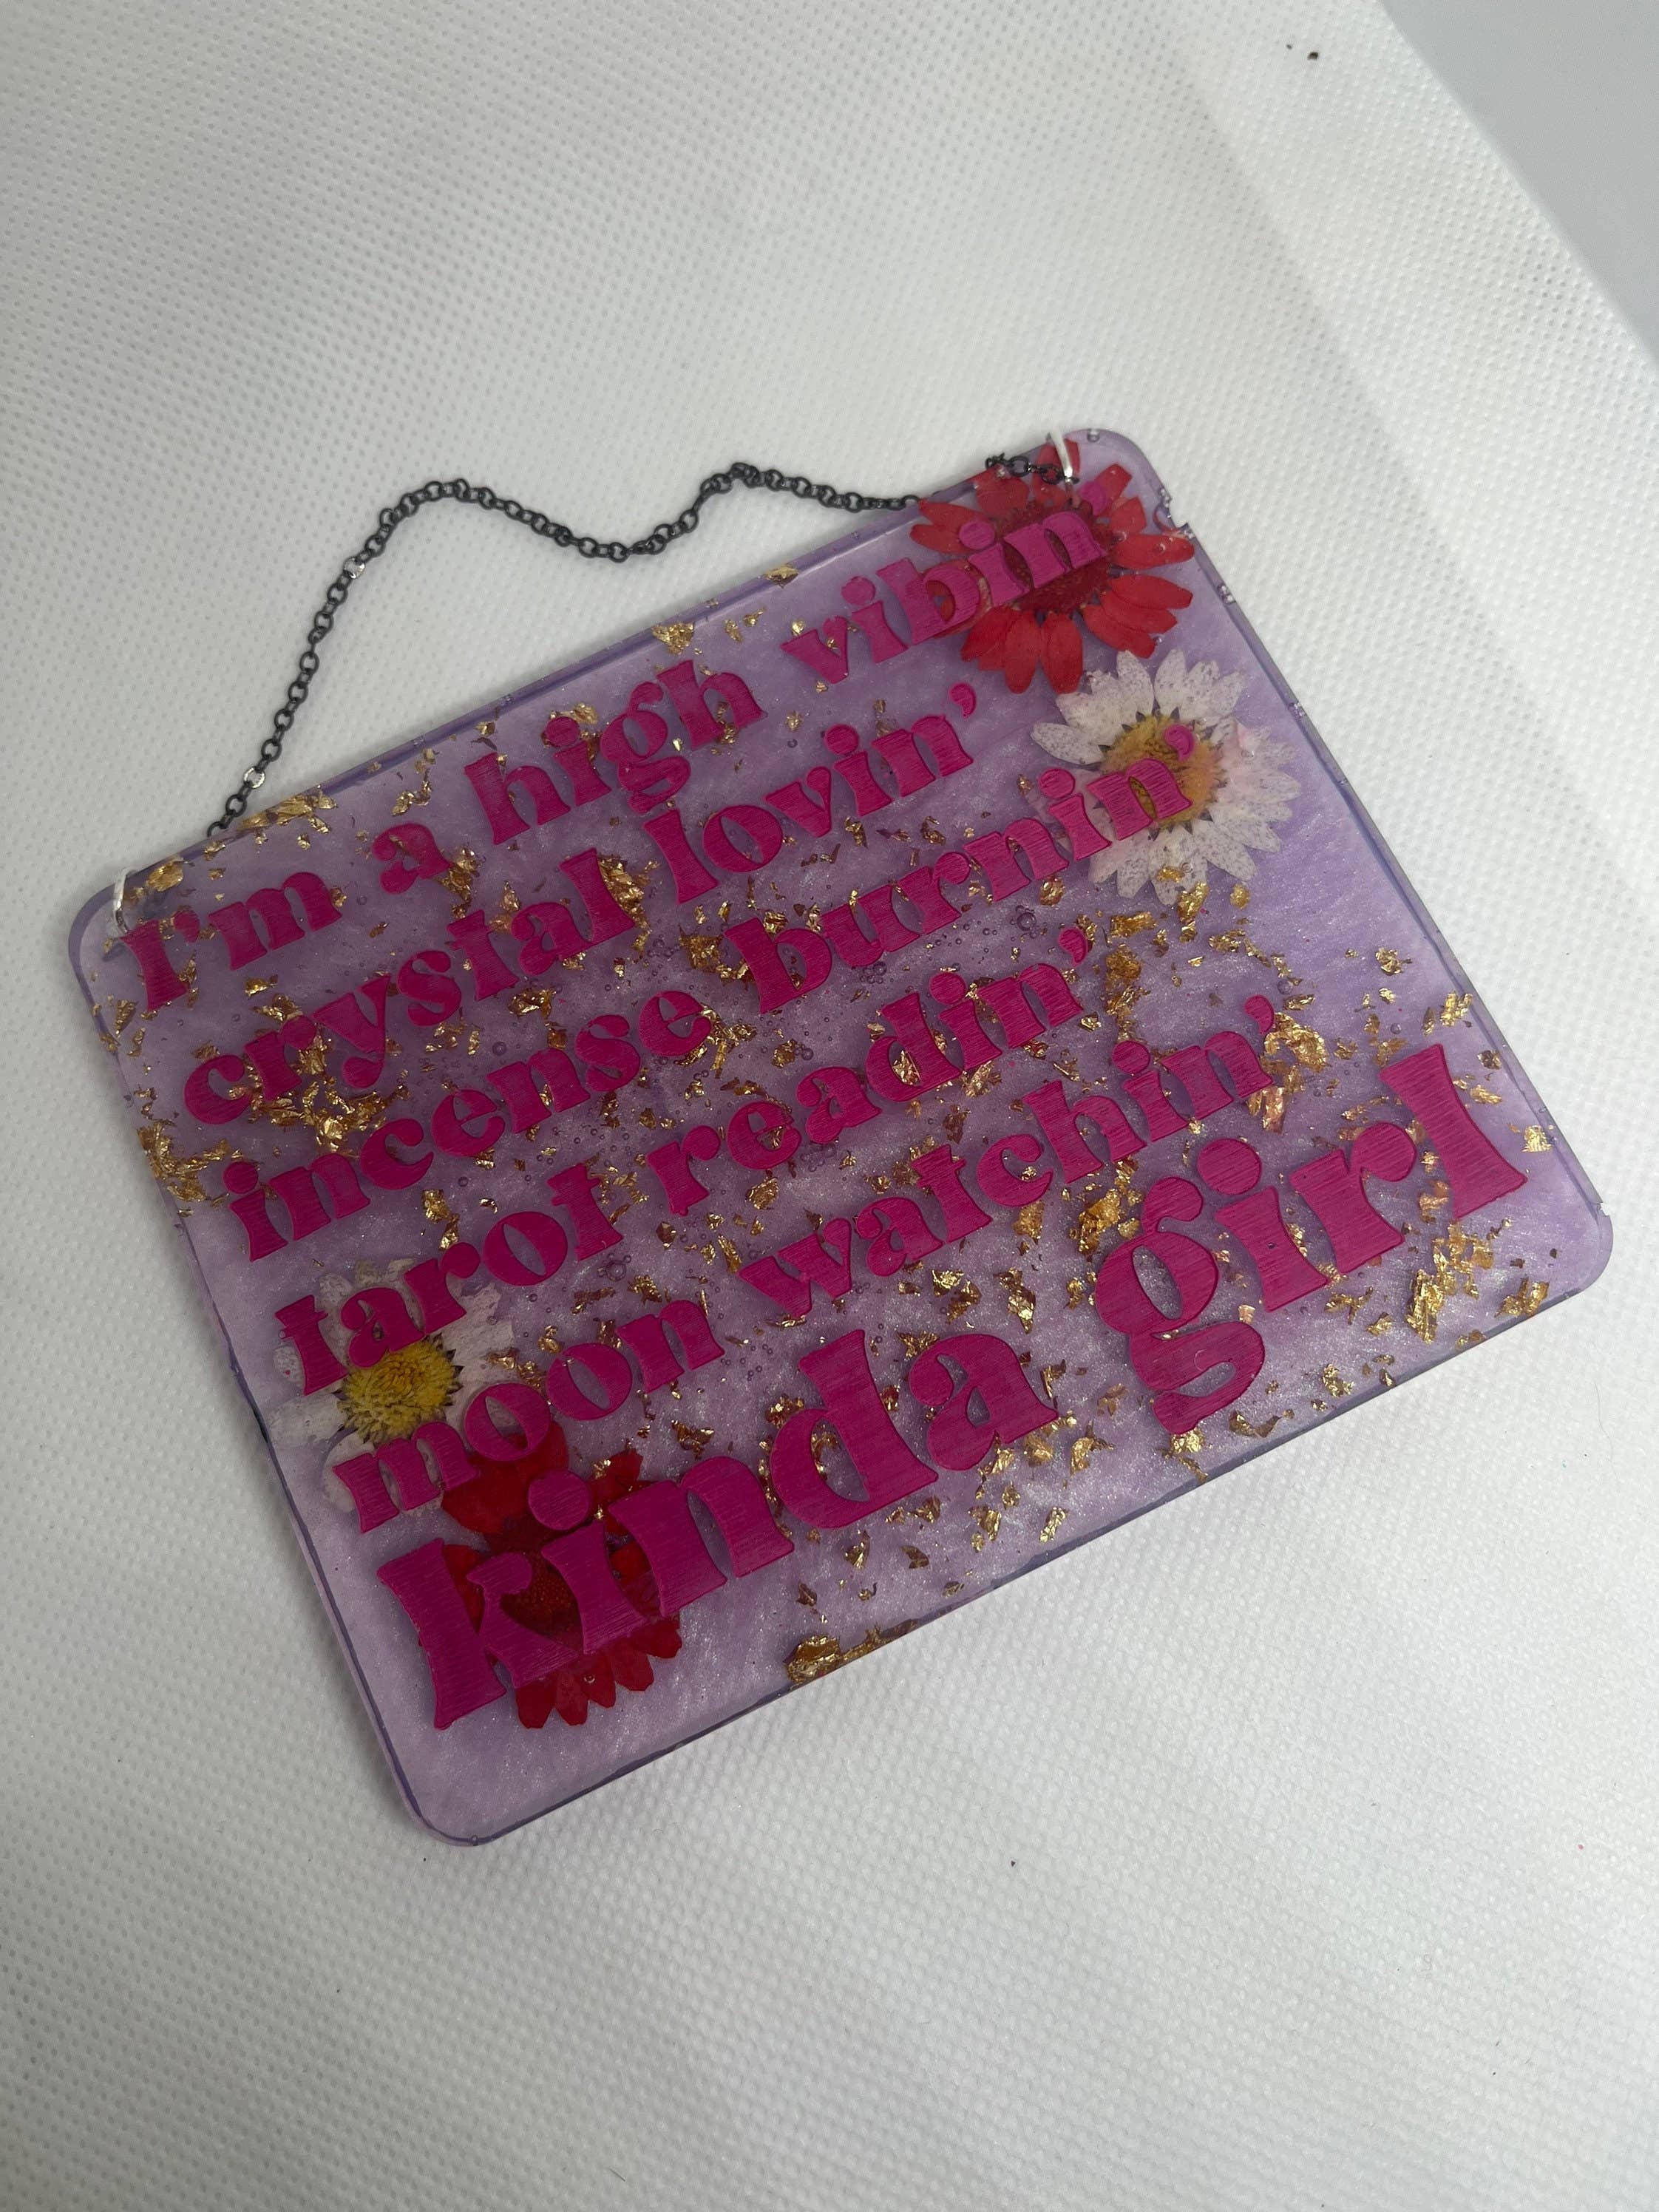 I'm a high vibin'
crystal lovin'
incense burnin'
tarot readin'
moon watchin'
kinda girl